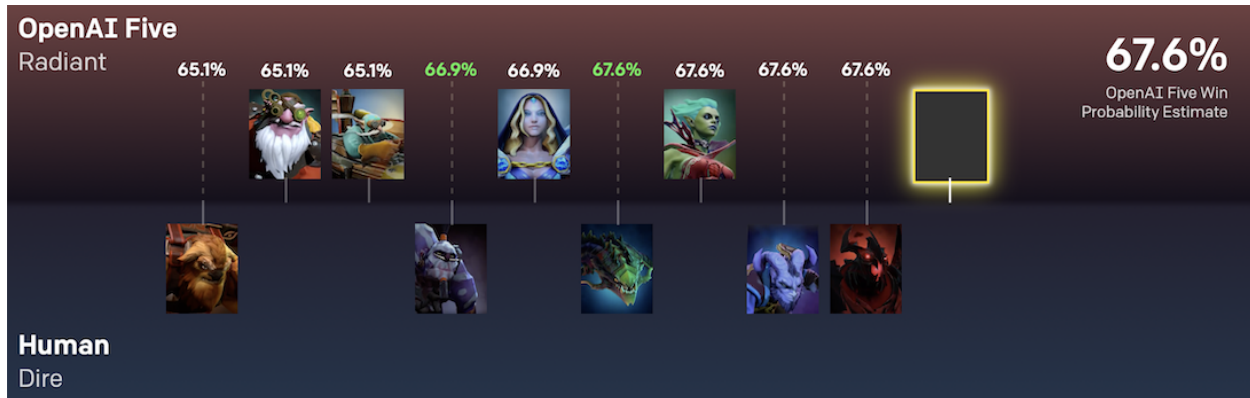 OpenAI Five
Radiant
65.1%
65.1%
65.1%
66.9%
66.9%
67.6%
67.6%
67.6%
67.6%
67.6%
OpenAI Five Win
Probability Estimate
Human
Dire